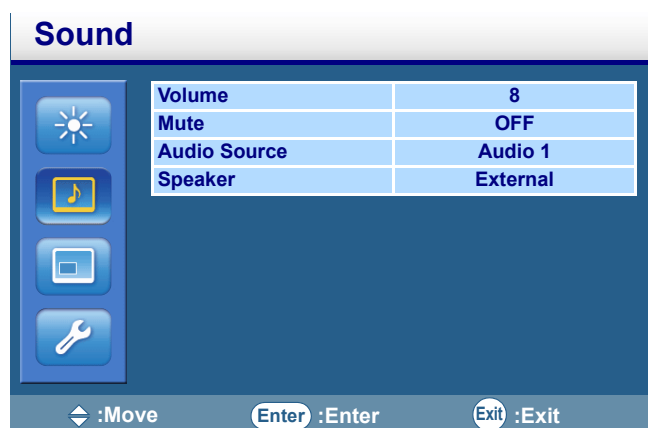 Sound
Volume 8
Mute OFF
Audio Source Audio 1
Speaker External
:Move Enter :Enter Exit :Exit